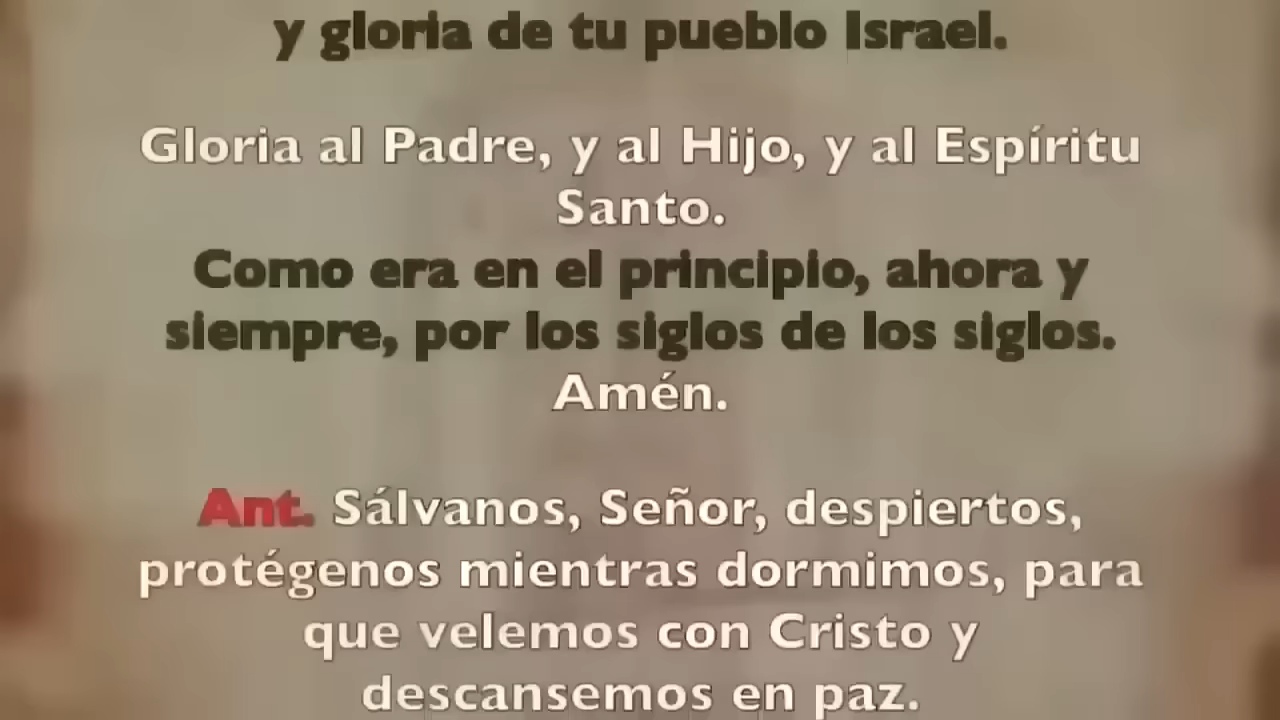 y gloria de tu pueblo Israel.
Gloria al Padre, y al Hijo, y al Espíritu
Santo.
Como era en el principio, ahora y
siempre, por los siglos de los siglos.
Amén.
Ant. Sálvanos, Señor, despiertos,
protégenos mientras dormimos, para
que velemos con Cristo y
descansemos en paz.